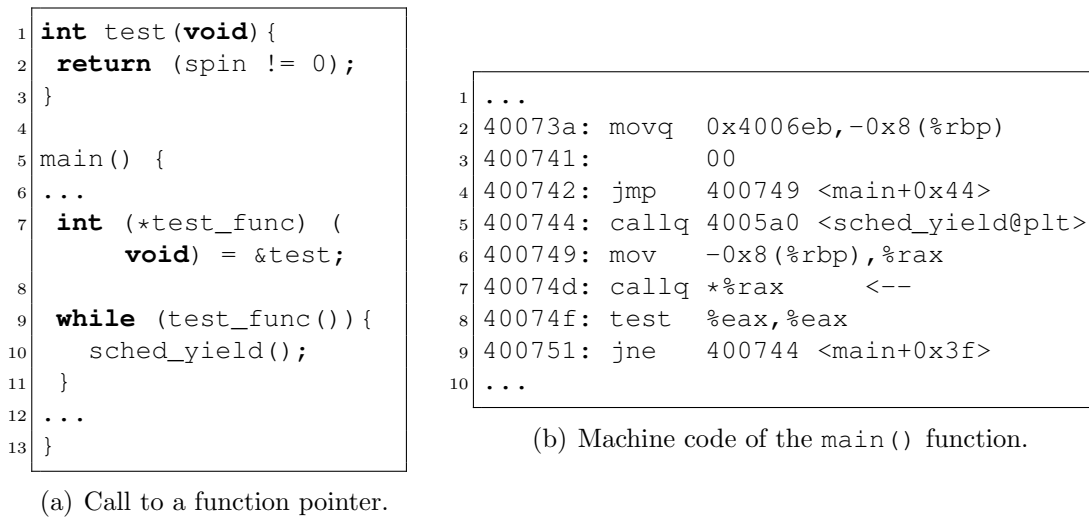 1 int test(void){
2 return (spin != 0);
3 }
4
5 main() {
6 ...
7 int (*test_func) (
void) = &test;
8
9 while (test_func()){
10 sched_yield();
11 }
12 ...
13 }
(a) Call to a function pointer.
1 ...
2 40073a: movq 0x4006eb,-0x8(%rbp)
3 400741: 00
4 400742: jmp 400749 <main+0x44>
5 400744: callq 4005a0 <sched_yield@plt>
6 400749: mov -0x8(%rbp),%rax
7 40074d: callq *%rax <--
8 40074f: test %eax,%eax
9 400751: jne 400744 <main+0x3f>
10 ...
(b) Machine code of the main() function.